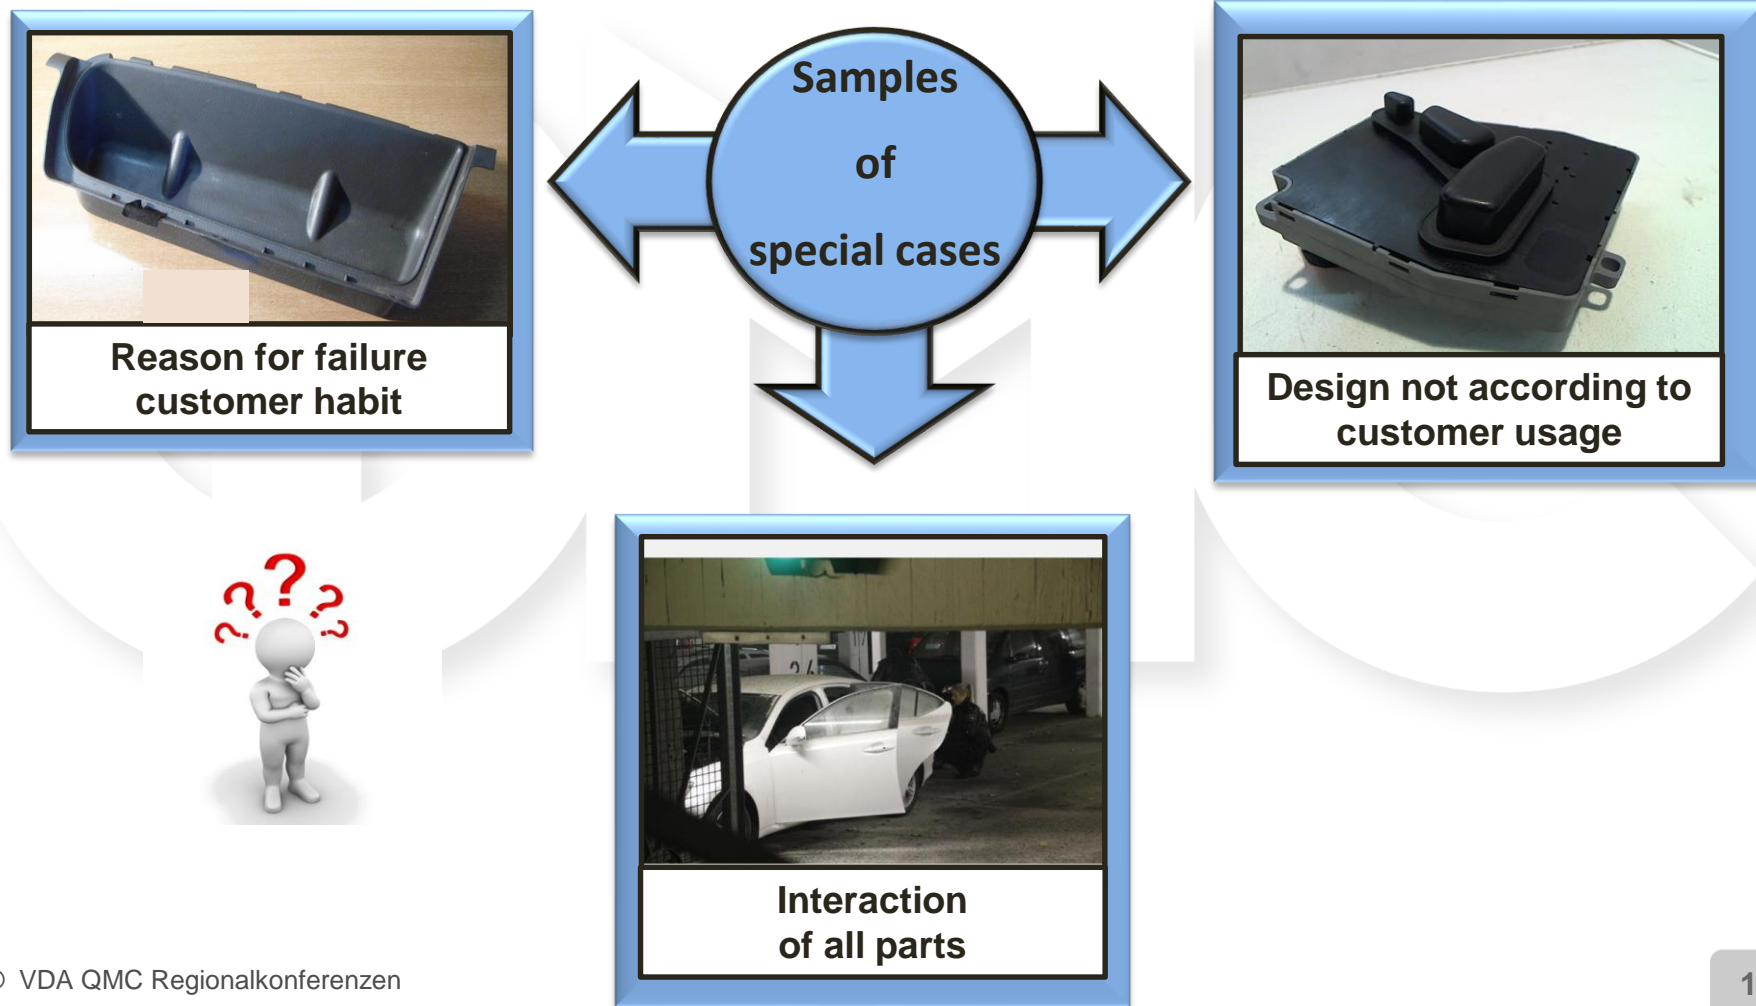 Samples
of
special cases
Reason for failure
customer habit
Design not according to
customer usage
? ? ? ? ?
Interaction
of all parts
VDA QMC Regionalkonferenzen
1